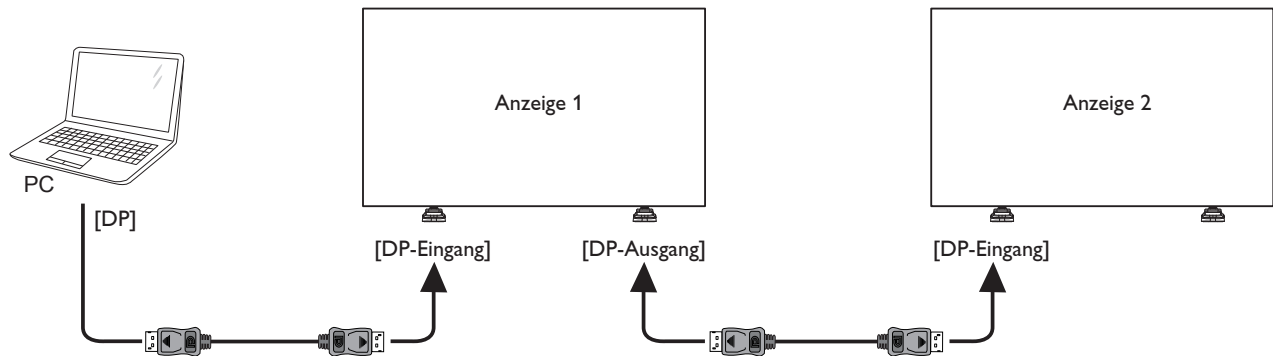 Anzeige 1
Anzeige 2
PC
[DP]
[DP-Eingang]
[DP-Ausgang]
[DP-Eingang]